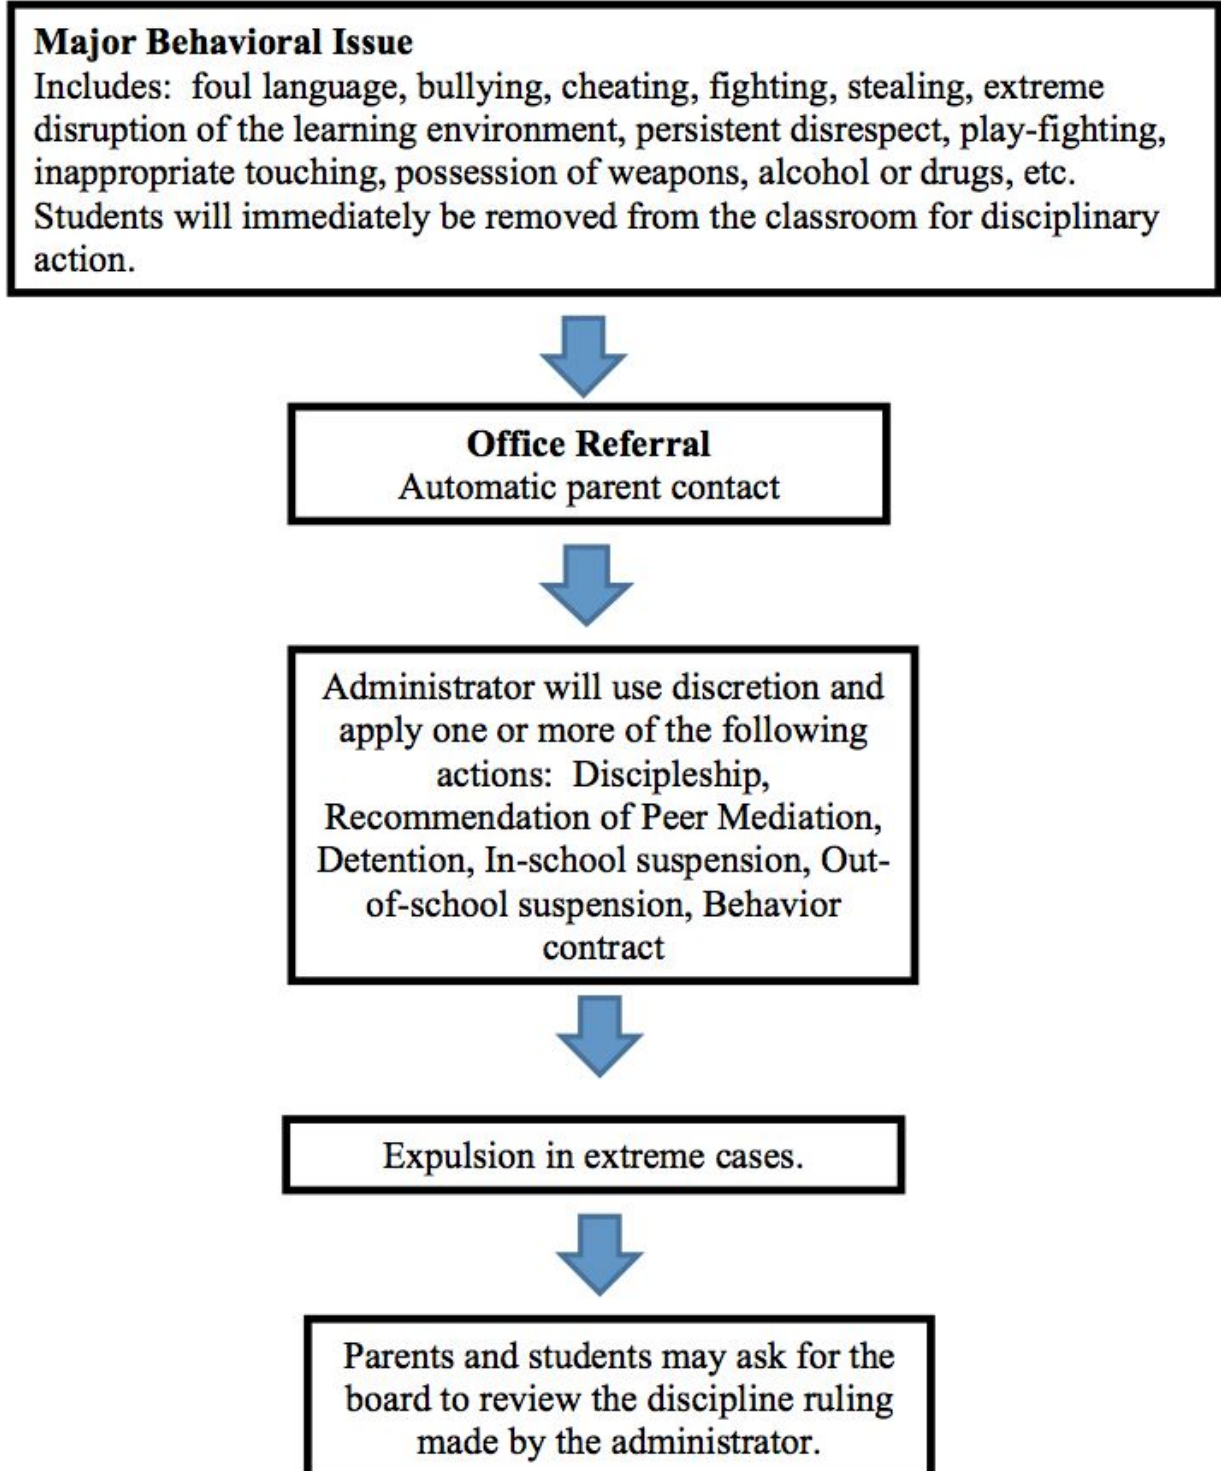 Major Behavioral Issue
Includes:  foul language, bullying, cheating, fighting, stealing, extreme
disruption of the learning environment, persistent disrespect, play-fighting,
inappropriate touching, possession of weapons, alcohol or drugs, etc.
Students will immediately be removed from the classroom for disciplinary
action.
Office Referral
Automatic parent contact
Administrator will use discretion and
apply one or more of the following
actions:  Discipleship,
Recommendation of Peer Mediation,
Detention, In-school suspension, Out-
of-school suspension, Behavior
contract
Expulsion in extreme cases.
Parents and students may ask for the
board to review the discipline ruling
made by the administrator.